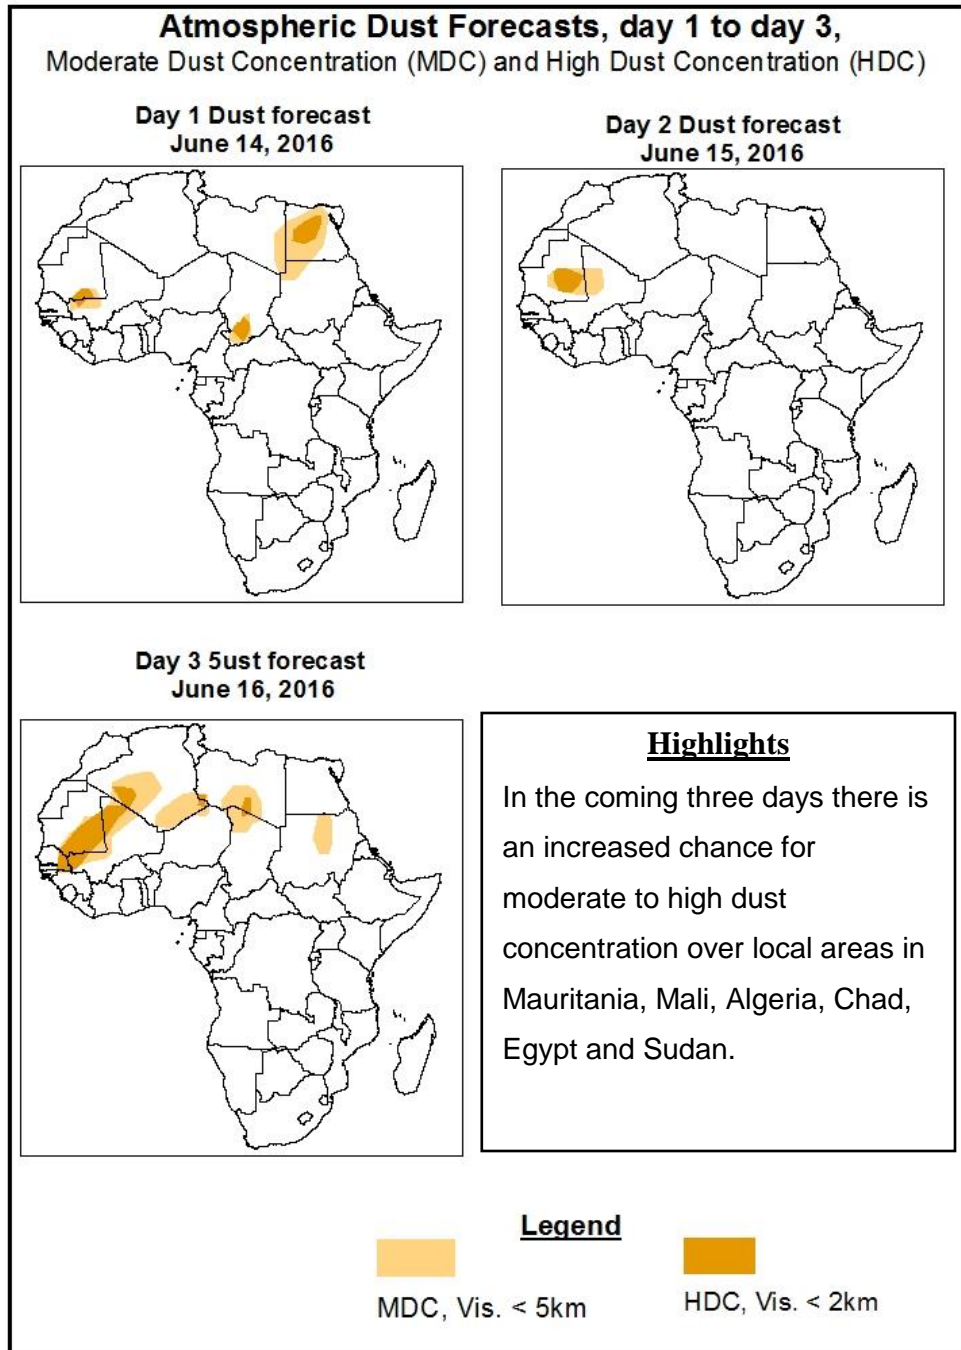 Atmospheric Dust Forecasts, day 1 to day 3,
Moderate Dust Concentration (MDC) and High Dust Concentration (HDC)
Day 1 Dust forecast
June 14, 2016
Day 2 Dust forecast
June 15, 2016
Day 3 5ust forecast
June 16, 2016
Highlights
In the coming three days there is
an increased chance for
moderate to high dust
concentration over local areas in
Mauritania, Mali, Algeria, Chad,
Egypt and Sudan.
Legend
MDC, Vis. < 5km
HDC, Vis. < 2km